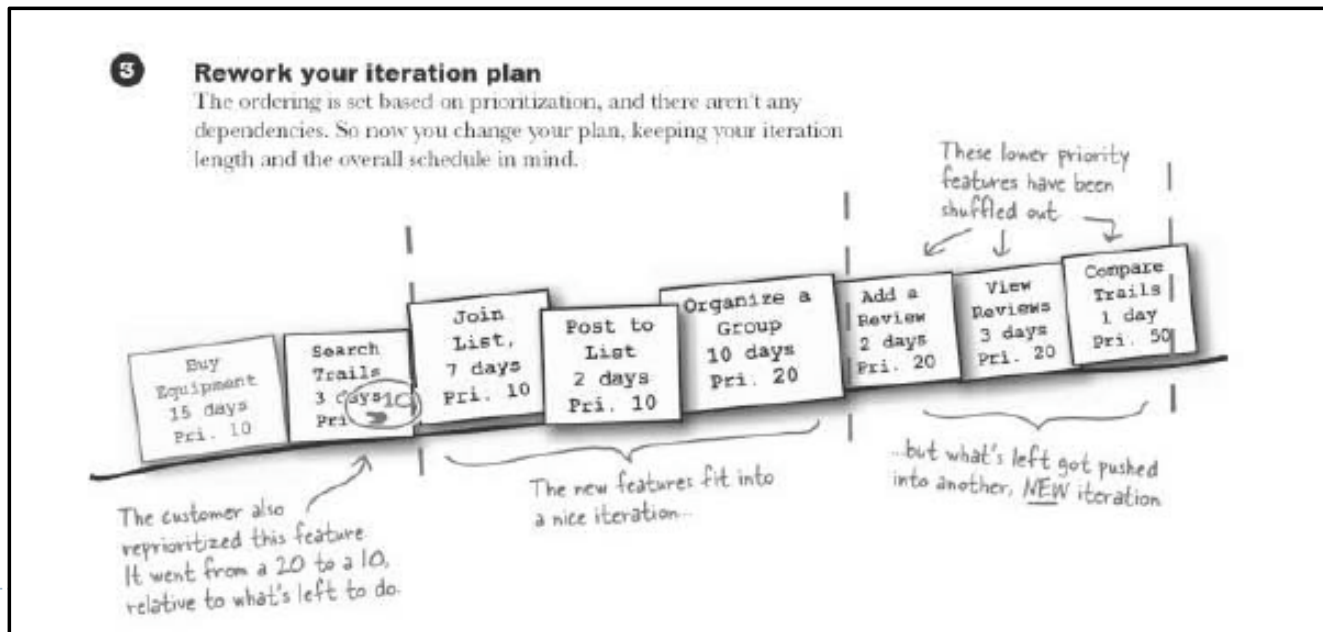 3
Rework your iteration plan
The ordering is set based on prioritization, and there aren't any
dependencies. So now you change your plan, keeping your iteration
length and the overall schedule in mind.
These lower priority
features have been
shuffled out
Buy
Equipment
15 days
Pri. 10
Search
Trails
3 days
Pri
10
Join
List,
7 days
Pri. 10
Post to
List
2 days
Pri. 10
Organize a
Group
10 days
Pri. 20
Add a
Review
2 days
Pri. 20
View
Reviews
3 days
Pri. 20
Compare
Trails
1 day
Pri. 50
The customer also
reprioritized this feature.
It went from a 20 to a 10,
relative to what's left to do.
The new features fit into
a nice iteration...
...but what's left got pushed
into another, NEW iteration